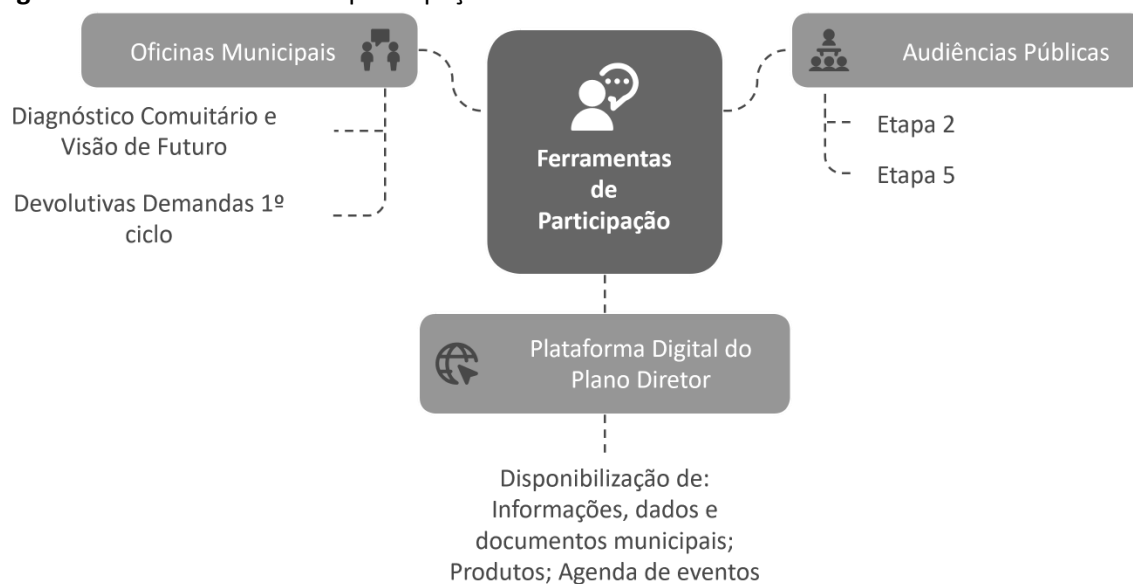 Oficinas Municipais
Diagnóstico Comuitário e
Visão de Futuro
Devolutivas Demandas 1º
ciclo
Ferramentas
de
Participação
Audiências Públicas
Etapa 2
Etapa 5
Plataforma Digital do
Plano Diretor
Disponibilização de:
Informações, dados e
documentos municipais;
Produtos; Agenda de eventos